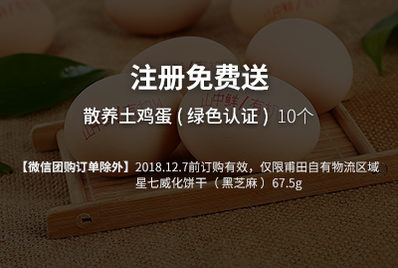 注册免费送
散养土鸡蛋 ( 绿色认证 ) 10个
【微信团购订单除外】2018.12.7前订购有效，仅限甫田自有物流区域
星七威化饼干（ 黑芝麻 ）67.5g